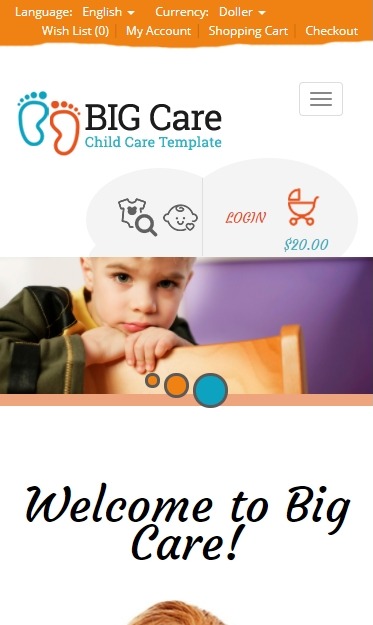 Language: English Currency: Doller
Wish List (0) My Account Shopping Cart Checkout
BIG Care
Child Care Template
LOGIN
$20.00
Welcome to Big
Care!